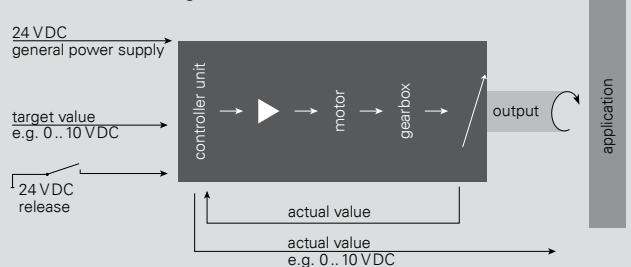 24 VDC
general power supply
target value
e.g. 0 .. 10 VDC
24 VDC
release
controller unit
motor
gearbox
output
application
actual value
actual value
e.g. 0 .. 10 VDC